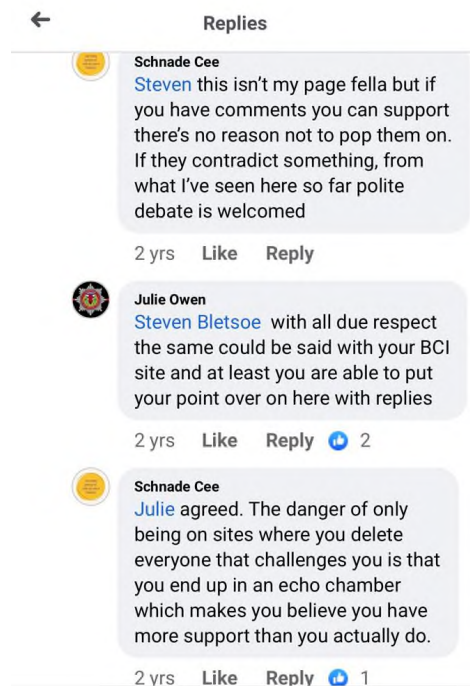 Replies
Schnade Cee
Steven this isn't my page fella but if
you have comments you can support
there's no reason not to pop them on.
If they contradict something, from
what I've seen here so far polite
debate is welcomed
2 yrs Like Reply
Julie Owen
Steven Bletsoe with all due respect
the same could be said with your BCI
site and at least you are able to put
your point over on here with replies
2 yrs Like Reply 2
Schnade Cee
Julie agreed. The danger of only
being on sites where you delete
everyone that challenges you is that
you end up in an echo chamber
which makes you believe you have
more support than you actually do.
2 yrs Like Reply 1